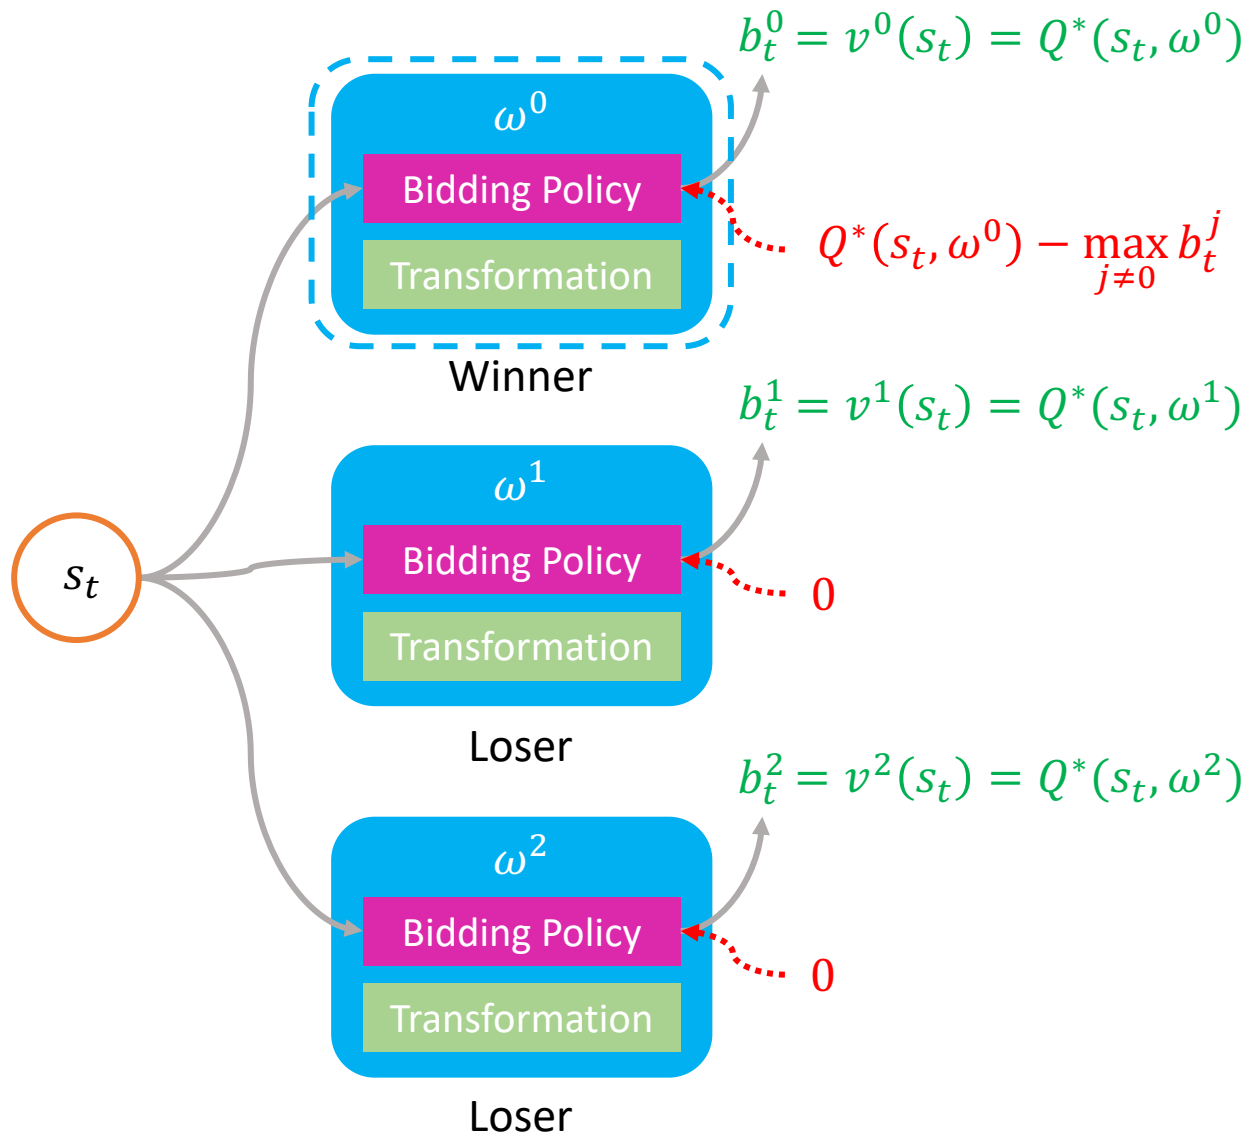 b_t^0 = v^0(s_t) = Q^*(s_t, ω^0)
ω^0
Bidding Policy
Transformation
Q^*(s_t, ω^0) − max_{j≠0} b_t^j
Winner
b_t^1 = v^1(s_t) = Q^*(s_t, ω^1)
ω^1
Bidding Policy
Transformation
0
Loser
s_t
b_t^2 = v^2(s_t) = Q^*(s_t, ω^2)
ω^2
Bidding Policy
Transformation
0
Loser